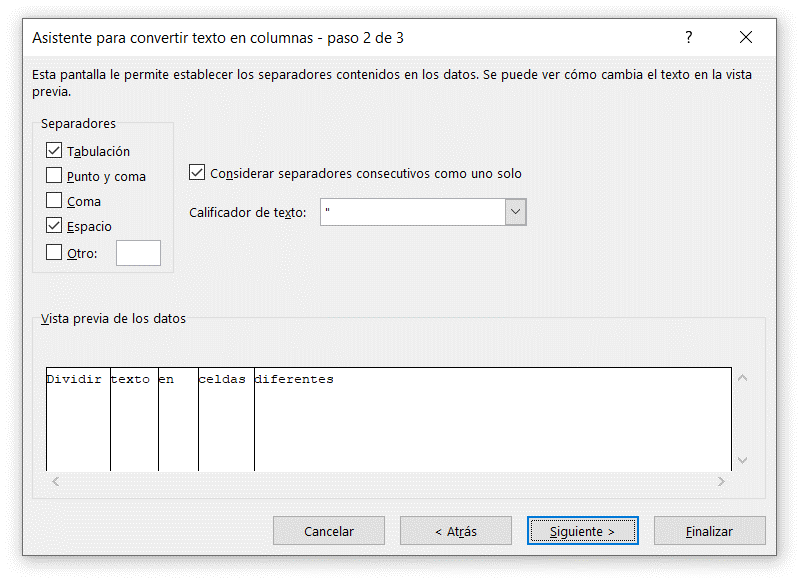 Asistente para convertir texto en columnas - paso 2 de 3 ?
Esta pantalla le permite establecer los separadores contenidos en los datos. Se puede ver cómo cambia el texto en la vista
previa.
Separadores
Tabulación
Punto y coma
Coma
Espacio
Otro:
Considerar separadores consecutivos como uno solo
Calificador de texto: "
Vista previa de los datos
Dividir texto en celdas diferentes
Cancelar < Atrás Siguiente > Finalizar